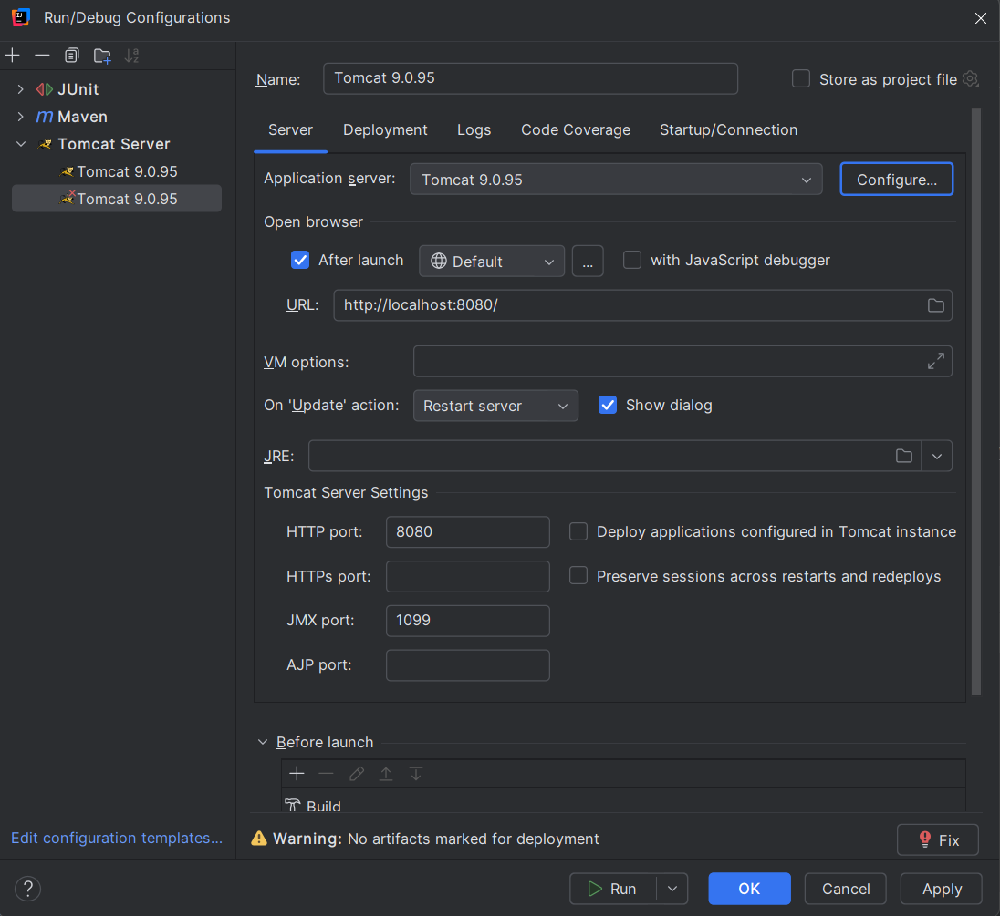 Run/Debug Configurations
JUnit
Maven
Tomcat Server
Tomcat 9.0.95
Tomcat 9.0.95
Edit configuration templates...
Name: Tomcat 9.0.95 Store as project file
Server Deployment Logs Code Coverage Startup/Connection
Application server: Tomcat 9.0.95 Configure...
Open browser
After launch Default ... with JavaScript debugger
URL: http://localhost:8080/
VM options:
On 'Update' action: Restart server Show dialog
JRE:
Tomcat Server Settings
HTTP port: 8080 Deploy applications configured in Tomcat instance
HTTPs port: Preserve sessions across restarts and redeploys
JMX port: 1099
AJP port:
Before launch
Build
Warning: No artifacts marked for deployment Fix
? Run OK Cancel Apply